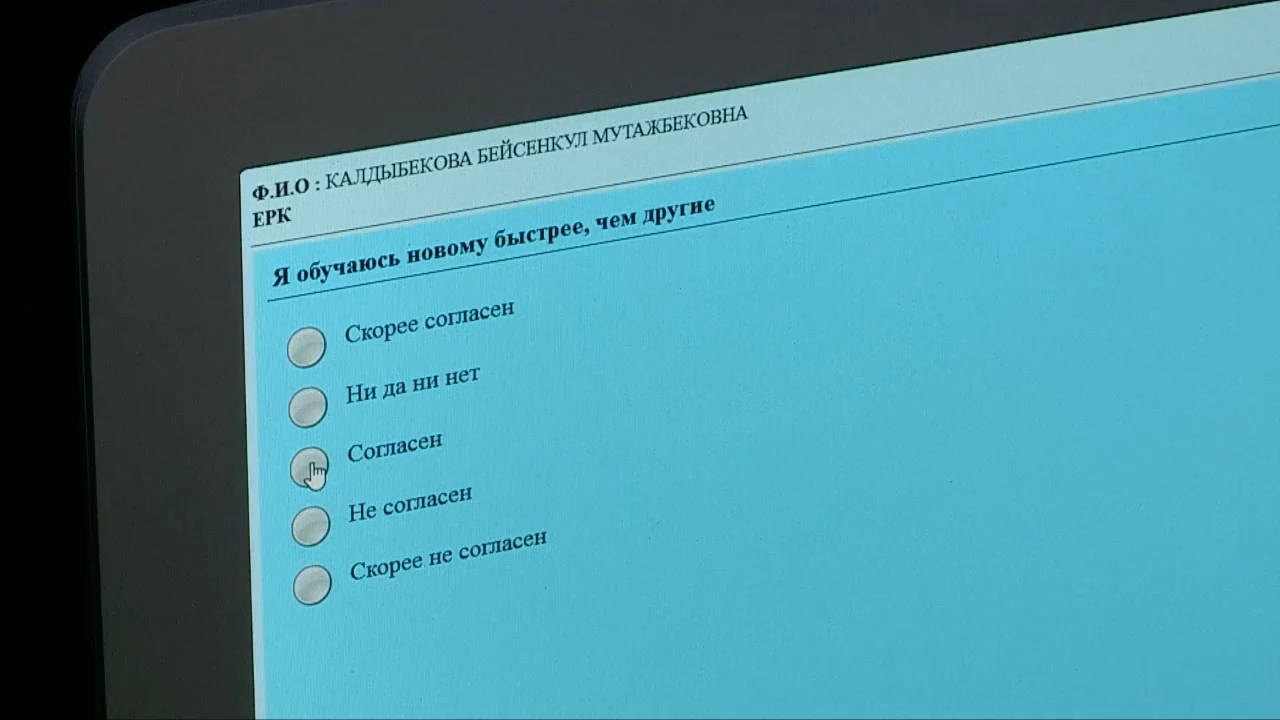 Ф.И.О : КАЛДЫБЕКОВА БЕЙСЕНКУЛ МУТАЖБЕКОВНА
ЕРК
Я обучаюсь новому быстрее, чем другие
Скорее согласен
Ни да ни нет
Согласен
Не согласен
Скорее не согласен